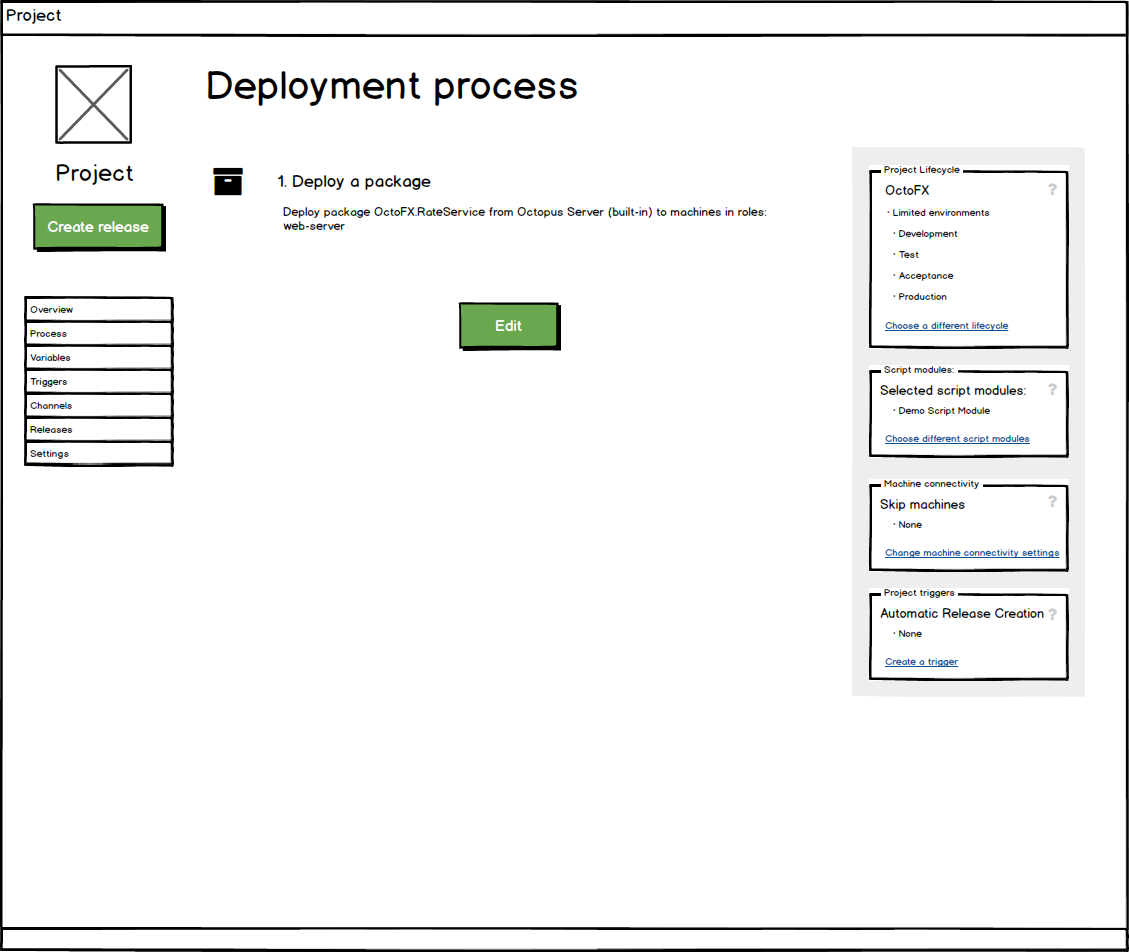 Project
Project
Create release
Overview
Process
Variables
Triggers
Channels
Releases
Settings
Deployment process
1. Deploy a package
Deploy package OctoFX.RateService from Octopus Server (built-in) to machines in roles:
web-server
Edit
Project Lifecycle
OctoFX ?
· Limited environments
· Development
· Test
· Acceptance
· Production
Choose a different lifecycle
Script modules:
Selected script modules: ?
· Demo Script Module
Choose different script modules
Machine connectivity
Skip machines ?
· None
Change machine connectivity settings
Project triggers
Automatic Release Creation ?
· None
Create a trigger